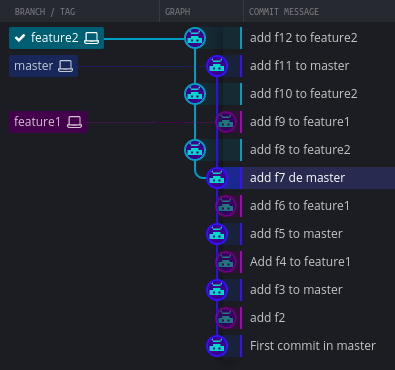 BRANCH / TAG GRAPH COMMIT MESSAGE
feature2 add f12 to feature2
master add f11 to master
add f10 to feature2
feature1 add f9 to feature1
add f8 to feature2
add f7 de master
add f6 to feature1
add f5 to master
Add f4 to feature1
add f3 to master
add f2
First commit in master